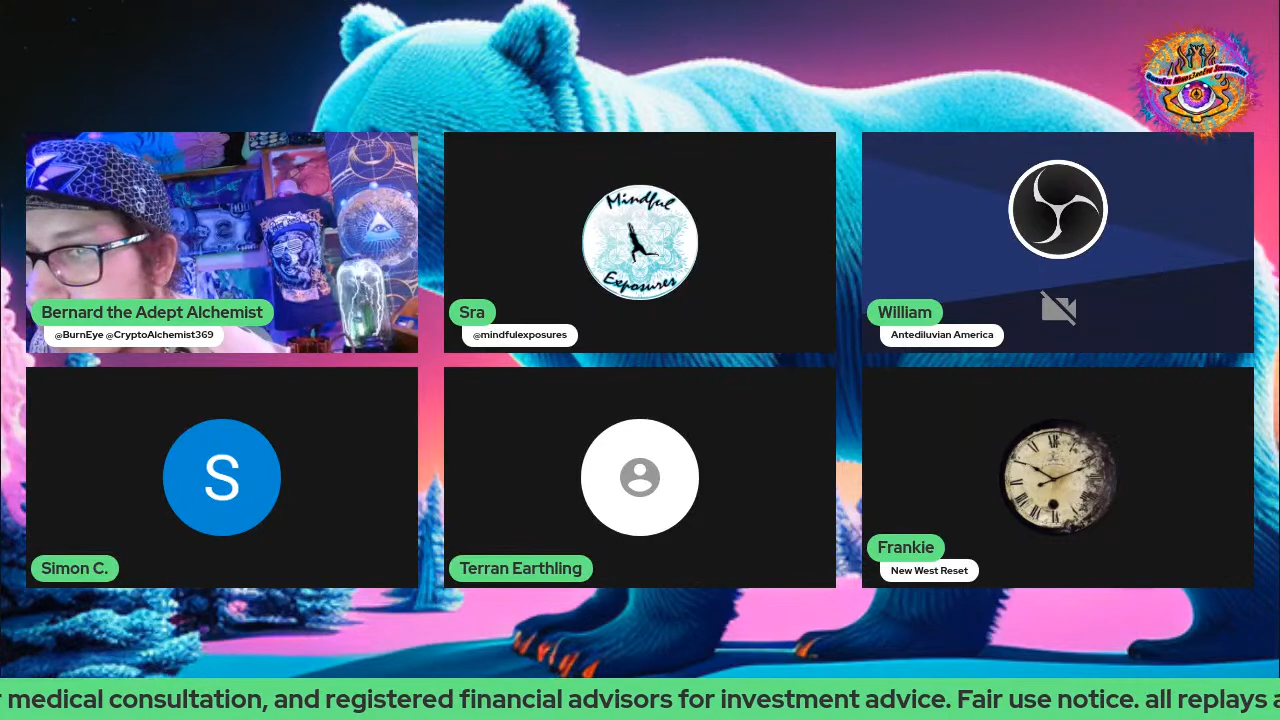 Bernard the Adept Alchemist
@BurnEye @CryptoAlchemist369
Mindful
Exposures
Sra
@mindfulexposures
William
Antediluvian America
S
Simon C.
Terran Earthling
Frankie
New West Reset
medical consultation, and registered financial advisors for investment advice. Fair use notice. all replays